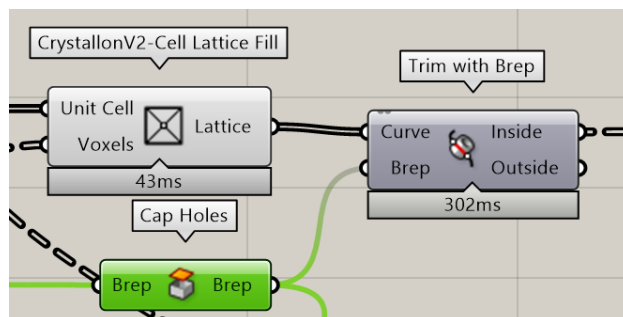 CrystallonV2-Cell Lattice Fill
Trim with Brep
Unit Cell
Voxels
Lattice
43ms
Curve
Brep
Inside
Outside
302ms
Cap Holes
Brep
Brep